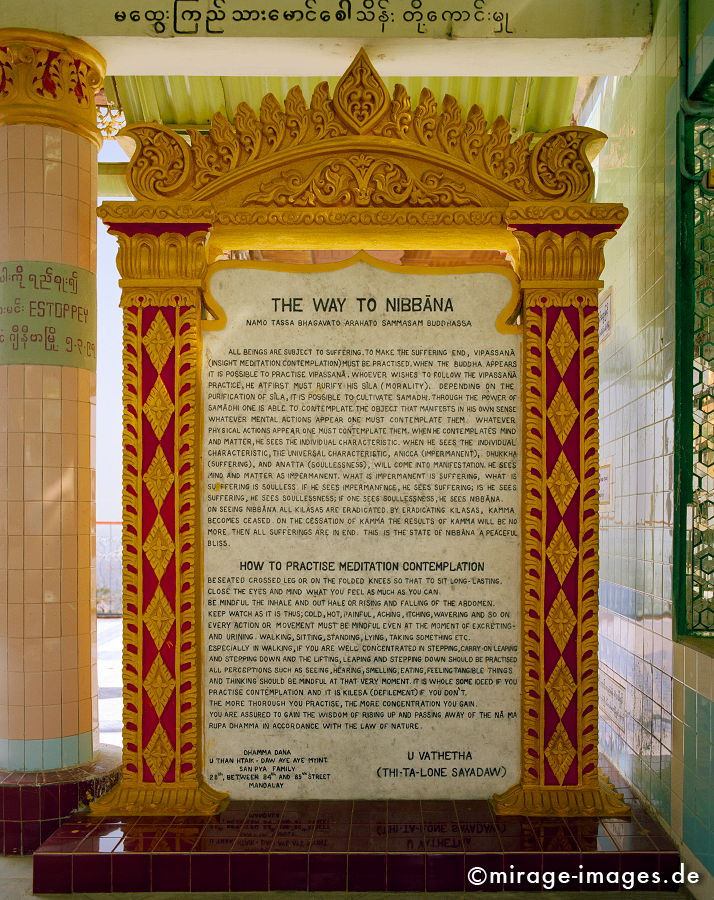 မထွေးကြည် သားမောင်ခေါသိန်း တို့ကောင်းမှု
ESTOPPEY
THE WAY TO NIBBĀNA
NAMO TASSA BHAGAVATO ARAHATO SAMMASAM BUDDHASSA
ALL BEINGS ARE SUBJECT TO SUFFERING. TO MAKE THE SUFFERING END, VIPASSANĀ
(INSIGHT MEDITATION CONTEMPLATION) MUST BE PRACTISED. WHEN THE BUDDHA APPEARS
IT IS POSSIBLE TO PRACTISE VIPASSANĀ. WHOEVER WISHES TO FOLLOW THE VIPASSANĀ
PRACTICE, HE ATFIRST MUST PURIFY HIS SĪLA (MORALITY). DEPENDING ON THE
PURIFICATION OF SĪLA, IT IS POSSIBLE TO CULTIVATE SAMĀDHI. THROUGH THE POWER OF
SAMĀDHI ONE IS ABLE TO CONTEMPLATE THE OBJECT THAT MANIFESTS IN HIS OWN SENSE
WHATEVER MENTAL ACTIONS APPEAR ONE MUST CONTEMPLATE THEM. WHATEVER
PHYSICAL ACTIONS APPEAR ONE MUST CONTEMPLATE THEM. WHEN HE CONTEMPLATES MIND
AND MATTER, HE SEES THE INDIVIDUAL CHARACTERISTIC. WHEN HE SEES THE INDIVIDUAL
CHARACTERISTIC, THE UNIVERSAL CHARACTERISTIC, ANICCA (IMPERMANENT), DHUKKHA
(SUFFERING), AND ANATTA (SOULLESSNESS), WILL COME INTO MANIFESTATION. HE SEES
MIND AND MATTER AS IMPERMANENT. WHAT IS IMPERMANENT IS SUFFERING, WHAT IS
SUFFERING IS SOULLESS. IF HE SEES IMPERMANENCE, HE SEES SUFFERING; IS HE SEES
SUFFERING, HE SEES SOULLESSNESS; IF ONE SEES SOULLESSNESS, HE SEES NIBBĀNA.
ON SEEING NIBBĀNA ALL KILASAS ARE ERADICATED. BY ERADICATING KILASAS, KAMMA
BECOMES CEASED. ON THE CESSATION OF KAMMA THE RESULTS OF KAMMA WILL BE NO
MORE. THEN ALL SUFFERINGS ARE IN END. THIS IS THE STATE OF NIBBĀNA A PEACEFUL
BLISS.
HOW TO PRACTISE MEDITATION CONTEMPLATION
BE SEATED CROSSED LEG OR ON THE FOLDED KNEES SO THAT TO SIT LONG-LASTING.
CLOSE THE EYES AND MIND WHAT YOU FEEL AS MUCH AS YOU CAN.
BE MINDFUL THE INHALE AND OUT HALE OR RISING AND FALLING OF THE ABDOMEN.
KEEP WATCH AS IT IS THUS; COLD, HOT, PAINFUL, ACHING, ITCHING, WAVERING AND SO ON
EVERY ACTION OR MOVEMENT MUST BE MINDFUL EVEN AT THE MOMENT OF EXCRETING-
AND URINING. WALKING, SITTING, STANDING, LYING, TAKING SOMETHING ETC.
ESPECIALLY IN WALKING, IF YOU ARE WELL CONCENTRATED IN STEPPING, CARRY-ON LEAPING
AND STEPPING DOWN AND THE LIFTING, LEAPING AND STEPPING DOWN SHOULD BE PRACTISED
ALL PERCEPTIONS SUCH AS SEEING, HEARING, SMELLING, EATING, FEELING TANGIBLE THINGS
AND THINKING SHOULD BE MINDFUL AT THAT VERY MOMENT. IT IS WHOLE SOME IDEED IF YOU
PRACTISE CONTEMPLATION AND IT IS KILESA (DEFILEMENT) IF YOU DON'T.
THE MORE THOROUGH YOU PRACTISE, THE MORE CONCENTRATION YOU GAIN.
YOU ARE ASSURED TO GAIN THE WISDOM OF RISING UP AND PASSING AWAY OF THE NĀ MA
RUPA DHAMMA IN ACCORDANCE WITH THE LAW OF NATURE.
DHAMMA DANA
U THAN HTAIK - DAW AYE AYE MYINT.
SAN PYA FAMILY
28TH, BETWEEN 84TH AND 85TH STREET
MANDALAY
U VATHETHA
(THI-TA-LONE SAYADAW)
©mirage-images.de